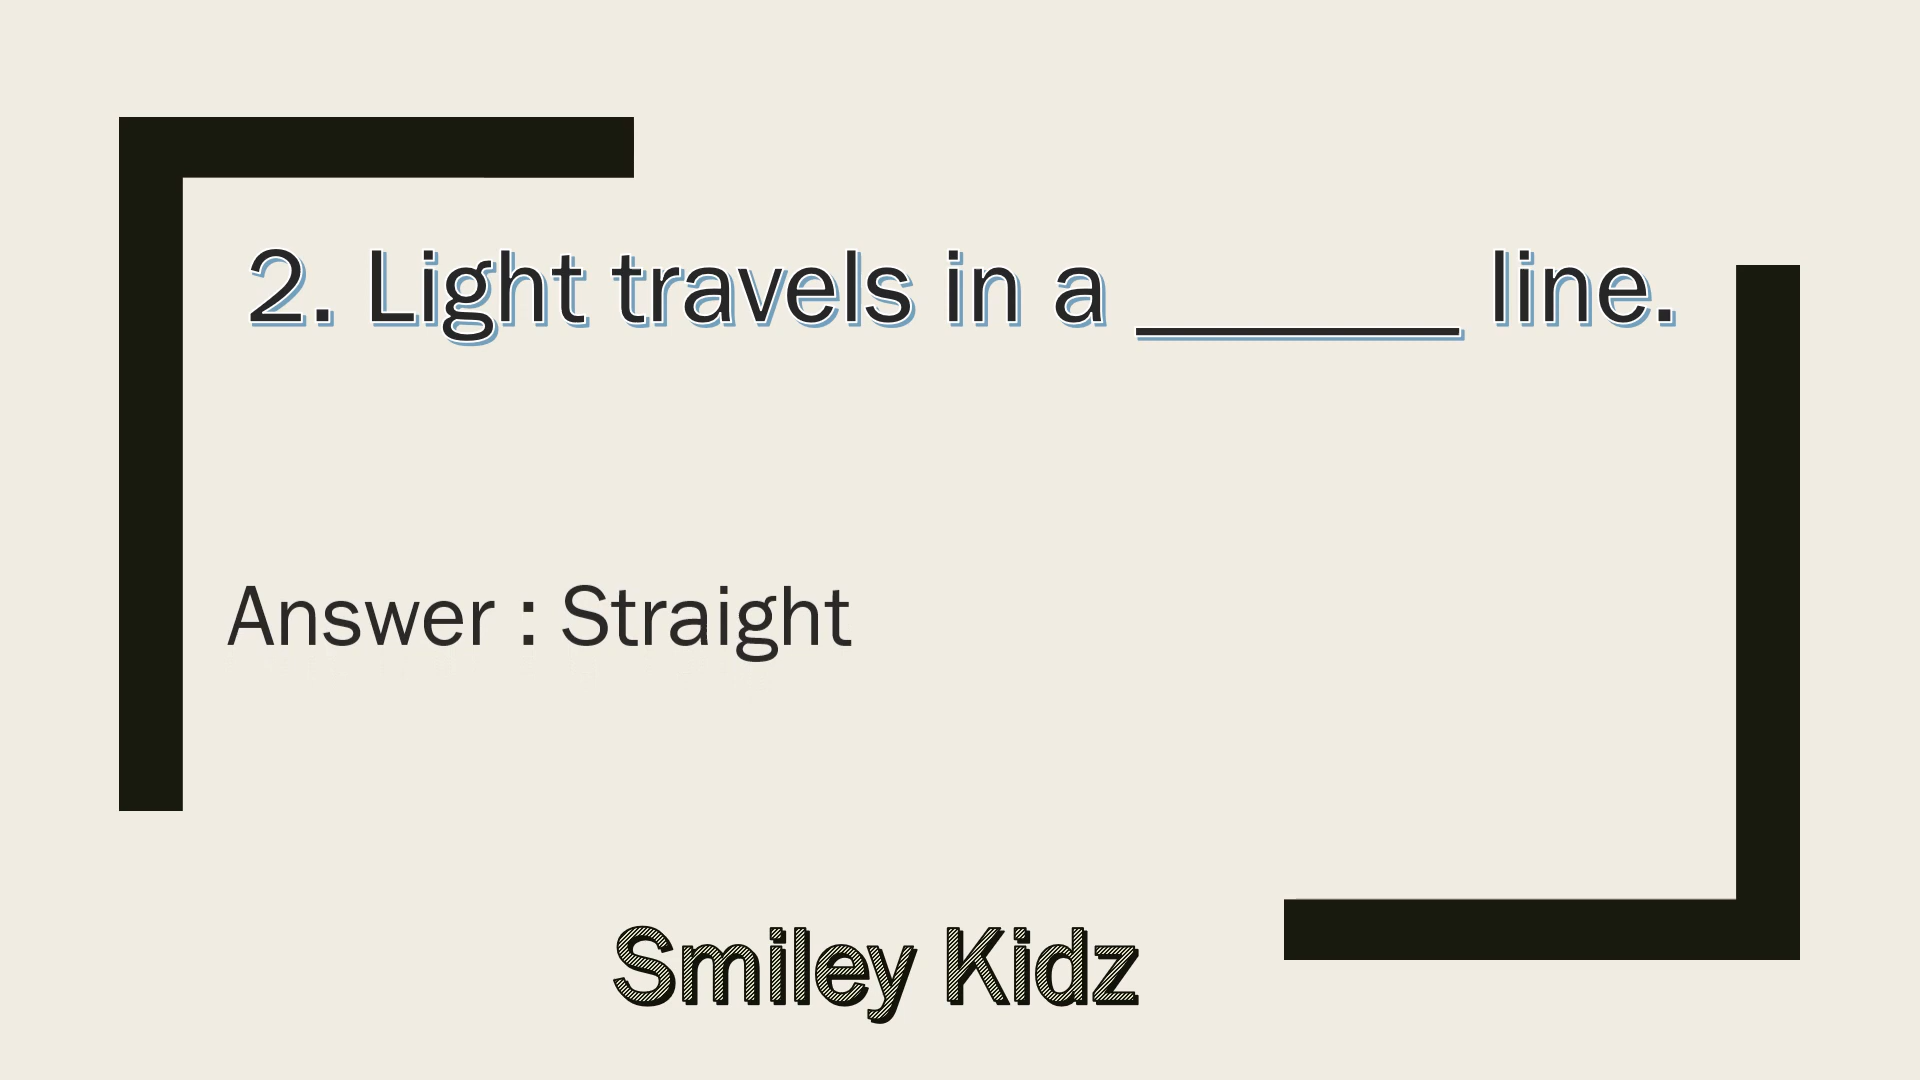 2. Light travels in a ______ line.
Answer : Straight
Smiley Kidz